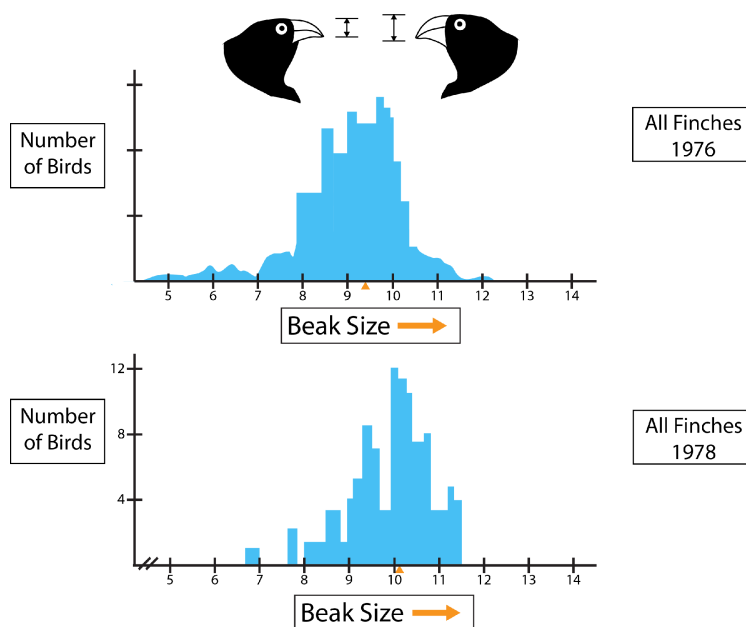 Number
of Birds
All Finches
1976
5 6 7 8 9 10 11 12 13 14
Beak Size
12
8
4
Number
of Birds
All Finches
1978
5 6 7 8 9 10 11 12 13 14
Beak Size